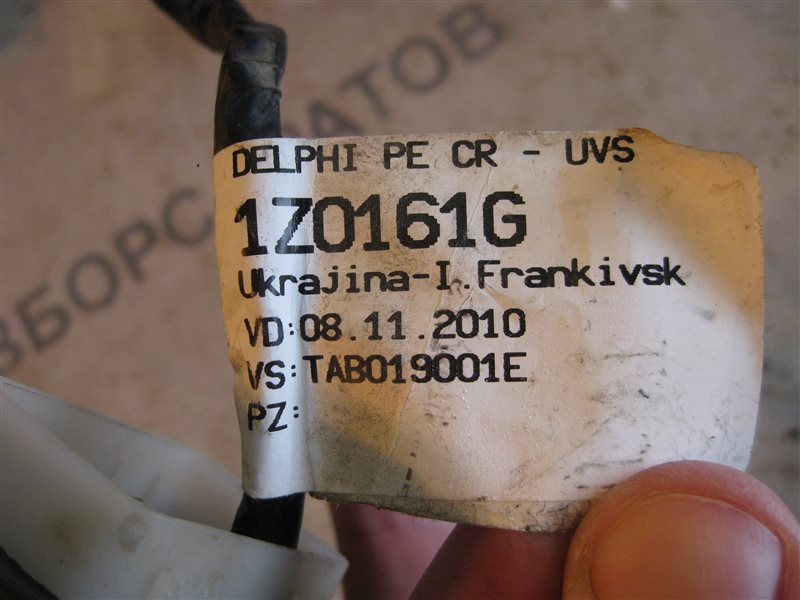 DELPHI PE CR - UVS
1Z0161G
Ukrajina-I.Frankivsk
VD:08.11.2010
VS:TAB019001E
PZ: